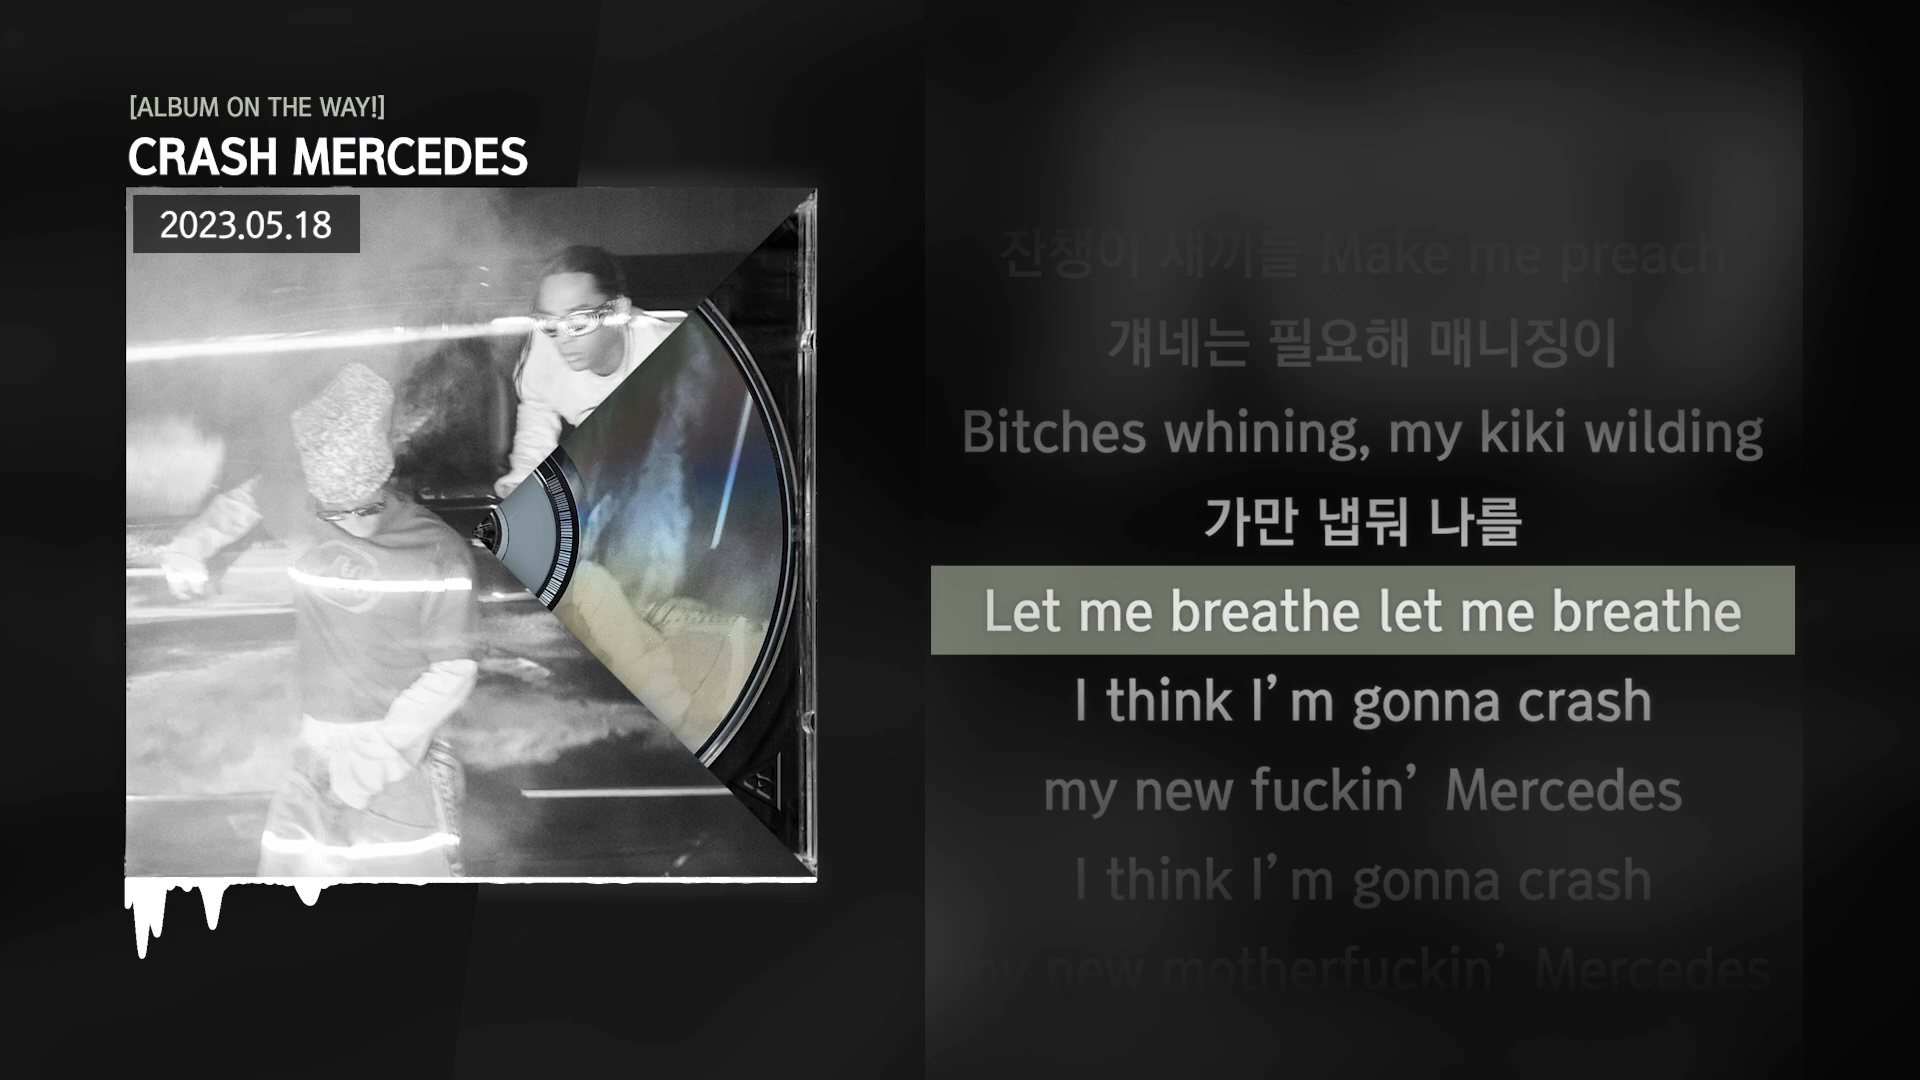 [ALBUM ON THE WAY!]
CRASH MERCEDES
2023.05.18
잔챙이 새끼들 Make me preach
걔네는 필요해 매니징이
Bitches whining, my kiki wilding
가만 냅둬 나를
Let me breathe let me breathe
I think I’m gonna crash
my new fuckin’ Mercedes
I think I’m gonna crash
my new motherfuckin’ Mercedes